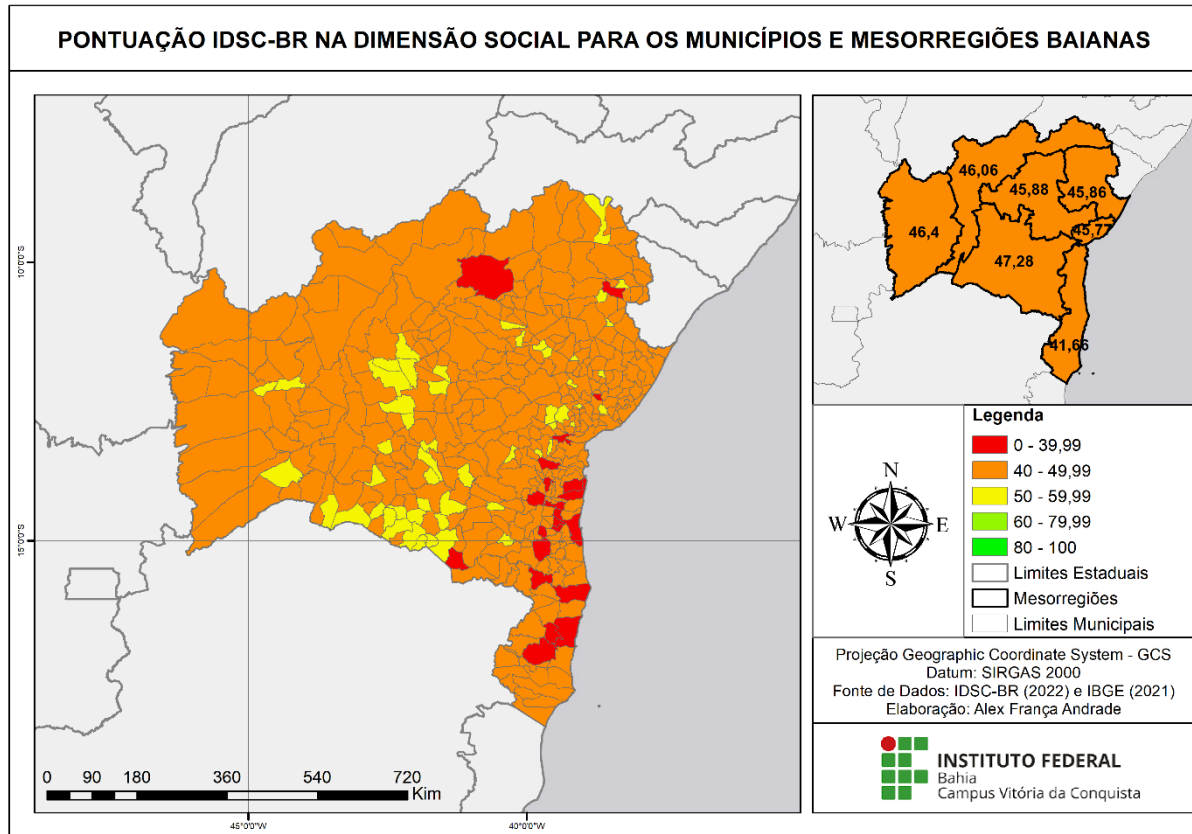 PONTUAÇÃO IDSC-BR NA DIMENSÃO SOCIAL PARA OS MUNICÍPIOS E MESORREGIÕES BAIANAS
10°0'0"S
15°0'0"S
0 90 180 360 540 720
Kim
45°0'0"W
40°0'0"W
46,06
45,88
45,86
46,4
45,77
47,28
41,66
N
W
E
S
Legenda
0 - 39,99
40 - 49,99
50 - 59,99
60 - 79,99
80 - 100
Limites Estaduais
Mesorregiões
Limites Municipais
Projeção Geographic Coordinate System - GCS
Datum: SIRGAS 2000
Fonte de Dados: IDSC-BR (2022) e IBGE (2021)
Elaboração: Alex França Andrade
INSTITUTO FEDERAL
Bahia
Campus Vitória da Conquista